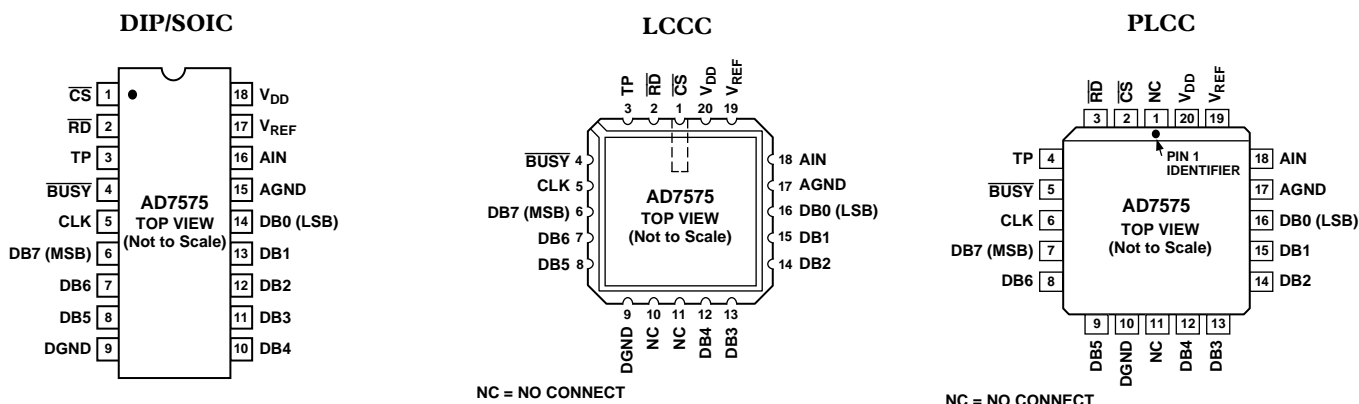 DIP/SOIC
CS 1
RD 2
TP 3
BUSY 4
CLK 5
DB7 (MSB) 6
DB6 7
DB5 8
DGND 9
18 VDD
17 VREF
16 AIN
15 AGND
14 DB0 (LSB)
13 DB1
12 DB2
11 DB3
10 DB4
AD7575
TOP VIEW
(Not to Scale)
LCCC
TP RD CS VDD VREF
3 2 1 20 19
BUSY 4
CLK 5
DB7 (MSB) 6
DB6 7
DB5 8
18 AIN
17 AGND
16 DB0 (LSB)
15 DB1
14 DB2
AD7575
TOP VIEW
(Not to Scale)
9 10 11 12 13
DGND NC NC DB4 DB3
NC = NO CONNECT
PLCC
RD CS NC VDD VREF
3 2 1 20 19
PIN 1
IDENTIFIER
TP 4
BUSY 5
CLK 6
DB7 (MSB) 7
DB6 8
18 AIN
17 AGND
16 DB0 (LSB)
15 DB1
14 DB2
AD7575
TOP VIEW
(Not to Scale)
9 10 11 12 13
DB5 DGND NC DB4 DB3
NC = NO CONNECT